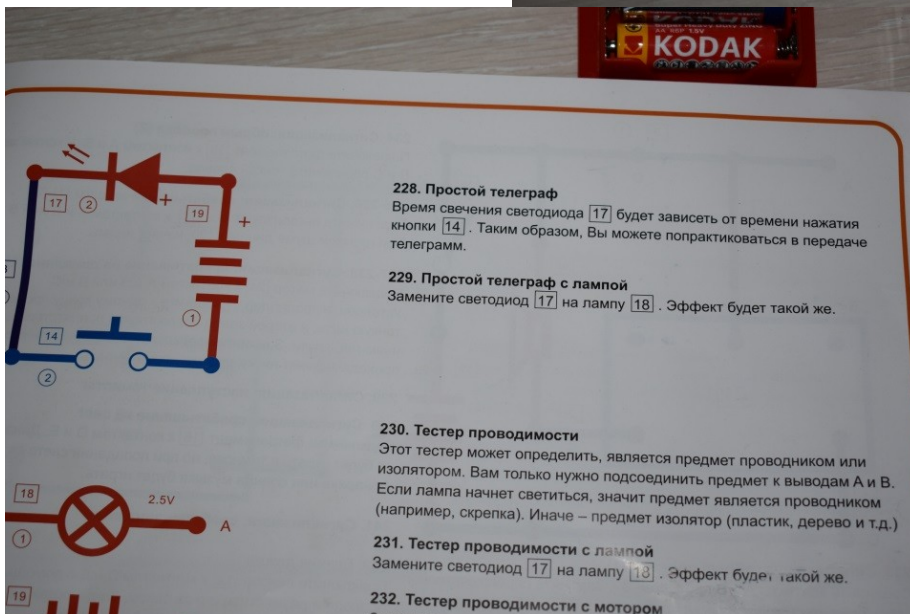 KODAK
17
2
+
19
+
1
14
2
228. Простой телеграф
Время свечения светодиода 17 будет зависеть от времени нажатия
кнопки 14 . Таким образом, Вы можете попрактиковаться в передаче
телеграмм.
229. Простой телеграф с лампой
Замените светодиод 17 на лампу 18 . Эффект будет такой же.
230. Тестер проводимости
Этот тестер может определить, является предмет проводником или
изолятором. Вам только нужно подсоединить предмет к выводам А и В.
Если лампа начнет светиться, значит предмет является проводником
(например, скрепка). Иначе – предмет изолятор (пластик, дерево и т.д.)
18
2.5V
A
1
231. Тестер проводимости с лампой
Замените светодиод 17 на лампу 18 . Эффект будет такой же.
19
232. Тестер проводимости с мотором